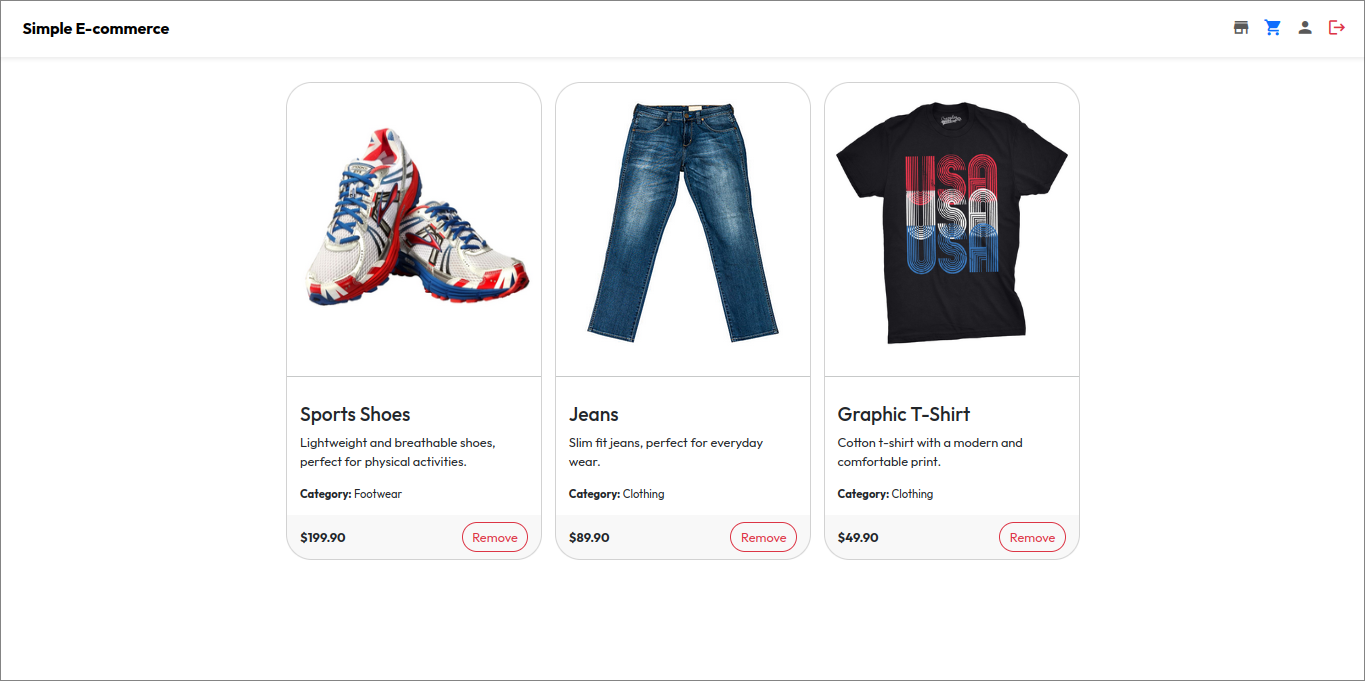 Simple E-commerce
USA
USA
USA
Sports Shoes
Lightweight and breathable shoes,
perfect for physical activities.
Category: Footwear
$199.90
Remove
Jeans
Slim fit jeans, perfect for everyday
wear.
Category: Clothing
$89.90
Remove
Graphic T-Shirt
Cotton t-shirt with a modern and
comfortable print.
Category: Clothing
$49.90
Remove